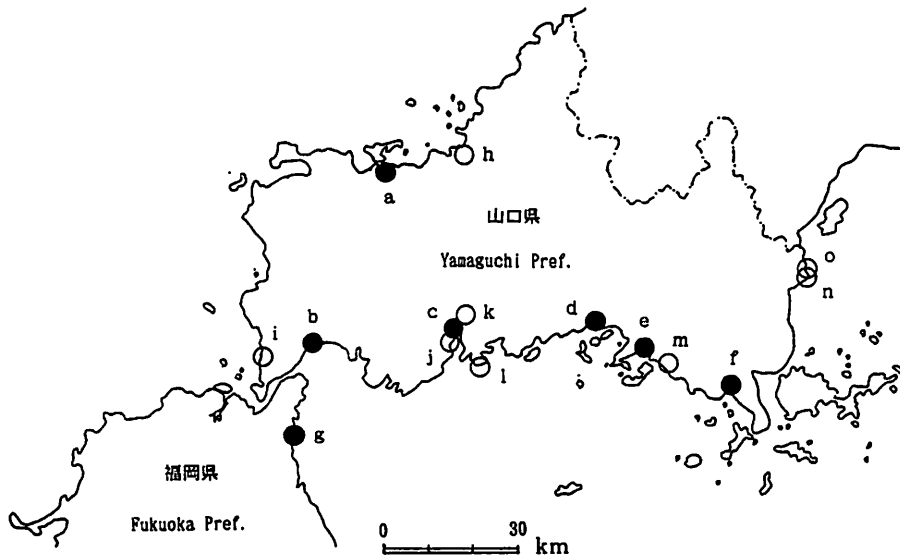 h
a
山口県
Yamaguchi Pref.
o
n
i
b
c
k
j
l
d
e
m
f
g
福岡県
Fukuoka Pref.
0 30
km